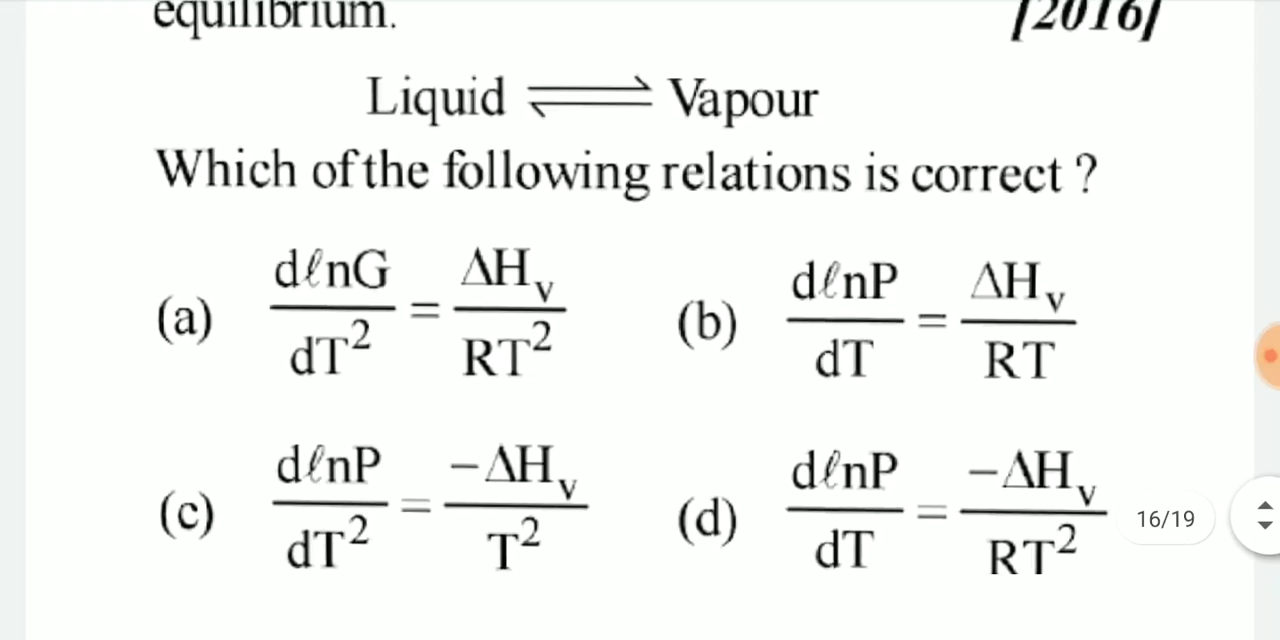 equilibrium. [2016]
Liquid ⇌ Vapour
Which of the following relations is correct ?
(a) dℓnG/dT² = ΔHᵥ/RT² (b) dℓnP/dT = ΔHᵥ/RT
(c) dℓnP/dT² = −ΔHᵥ/T² (d) dℓnP/dT = −ΔHᵥ/RT²
16/19